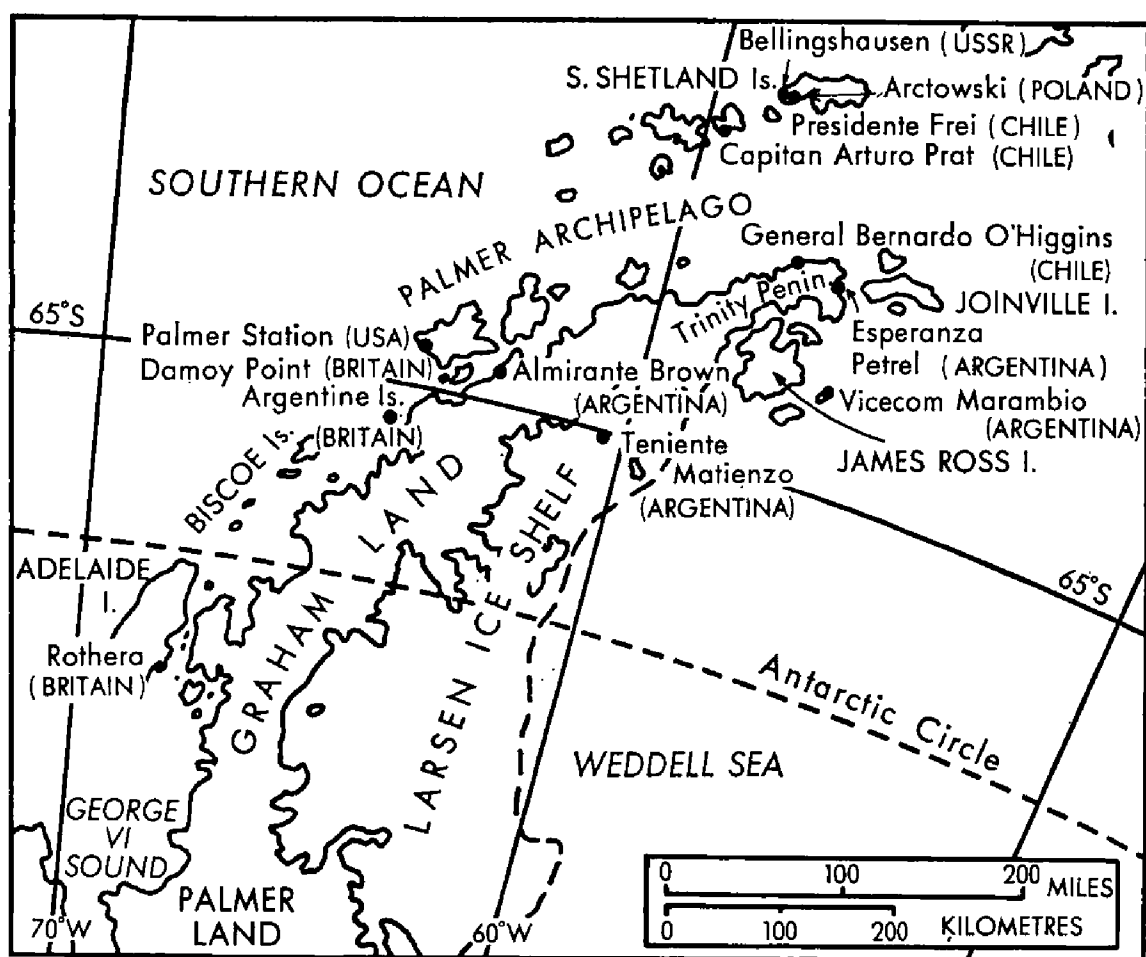 Bellingshausen (USSR)
S. SHETLAND Is.
Arctowski (POLAND)
Presidente Frei (CHILE)
Capitan Arturo Prat (CHILE)
SOUTHERN OCEAN
PALMER ARCHIPELAGO
General Bernardo O'Higgins
(CHILE)
JOINVILLE I.
Trinity Penin.
65°S
Palmer Station (USA)
Damoy Point (BRITAIN)
Argentine Is.
(BRITAIN)
Almirante Brown
(ARGENTINA)
Esperanza
Petrel (ARGENTINA)
Vicecom Marambio
(ARGENTINA)
JAMES ROSS I.
Teniente
Matienzo
(ARGENTINA)
BISCOE Is.
GRAHAM LAND
LARSEN ICE SHELF
65°S
ADELAIDE
I.
Rothera
(BRITAIN)
Antarctic Circle
WEDDELL SEA
GEORGE
VI
SOUND
PALMER
LAND
70°W
60°W
0 100 200 MILES
0 100 200 KILOMETRES